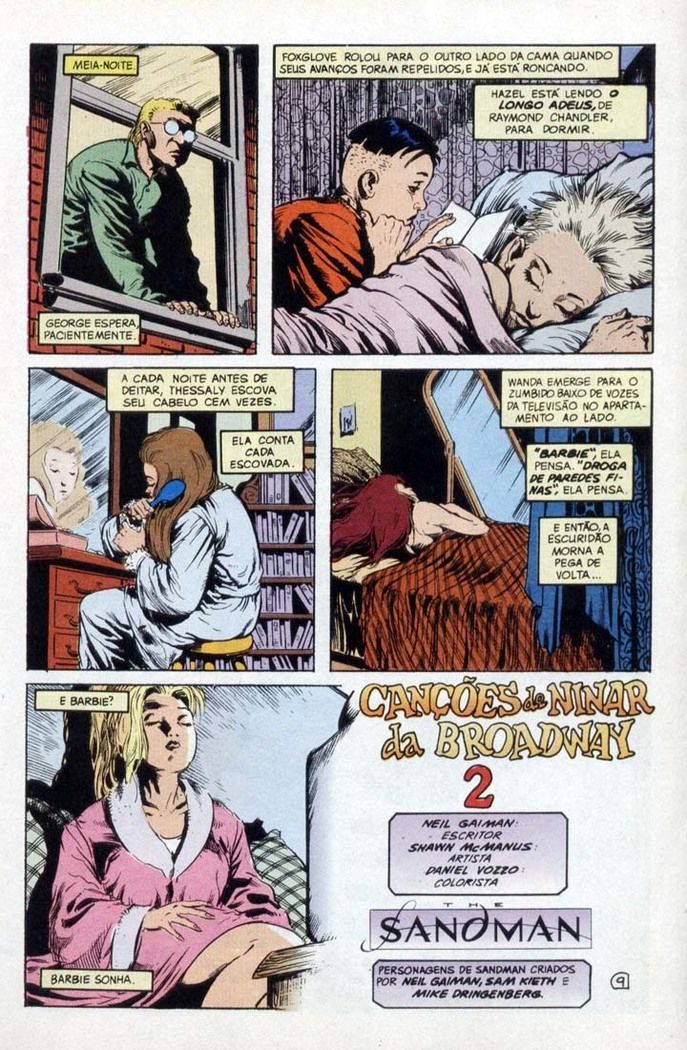 MEIA-NOITE.
GEORGE ESPERA,
PACIENTEMENTE.
FOXGLOVE ROLOU PARA O OUTRO LADO DA CAMA QUANDO
SEUS AVANÇOS FORAM REPELIDOS, E JÁ ESTÁ RONCANDO.
HAZEL ESTÁ LENDO O
LONGO ADEUS, DE
RAYMOND CHANDLER,
PARA DORMIR.
A CADA NOITE ANTES DE
DEITAR, THESSALY ESCOVA
SEU CABELO CEM VEZES.
ELA CONTA
CADA
ESCOVADA.
WANDA EMERGE PARA O
ZUMBIDO BAIXO DE VOZES
DA TELEVISÃO NO APARTA-
MENTO AO LADO.
"BARBIE", ELA
PENSA. "DROGA
DE PAREDES FI-
NAS", ELA PENSA.
E ENTÃO, A
ESCURIDÃO
MORNA A
PEGA DE
VOLTA...
E BARBIE?
BARBIE SONHA.
CANÇÕES de NINAR
da BROADWAY
2
NEIL GAIMAN:
ESCRITOR
SHAWN McMANUS:
ARTISTA
DANIEL VOZZO:
COLORISTA
THE
SANDMAN
PERSONAGENS DE SANDMAN CRIADOS
POR NEIL GAIMAN, SAM KIETH E
MIKE DRINGENBERG.
9